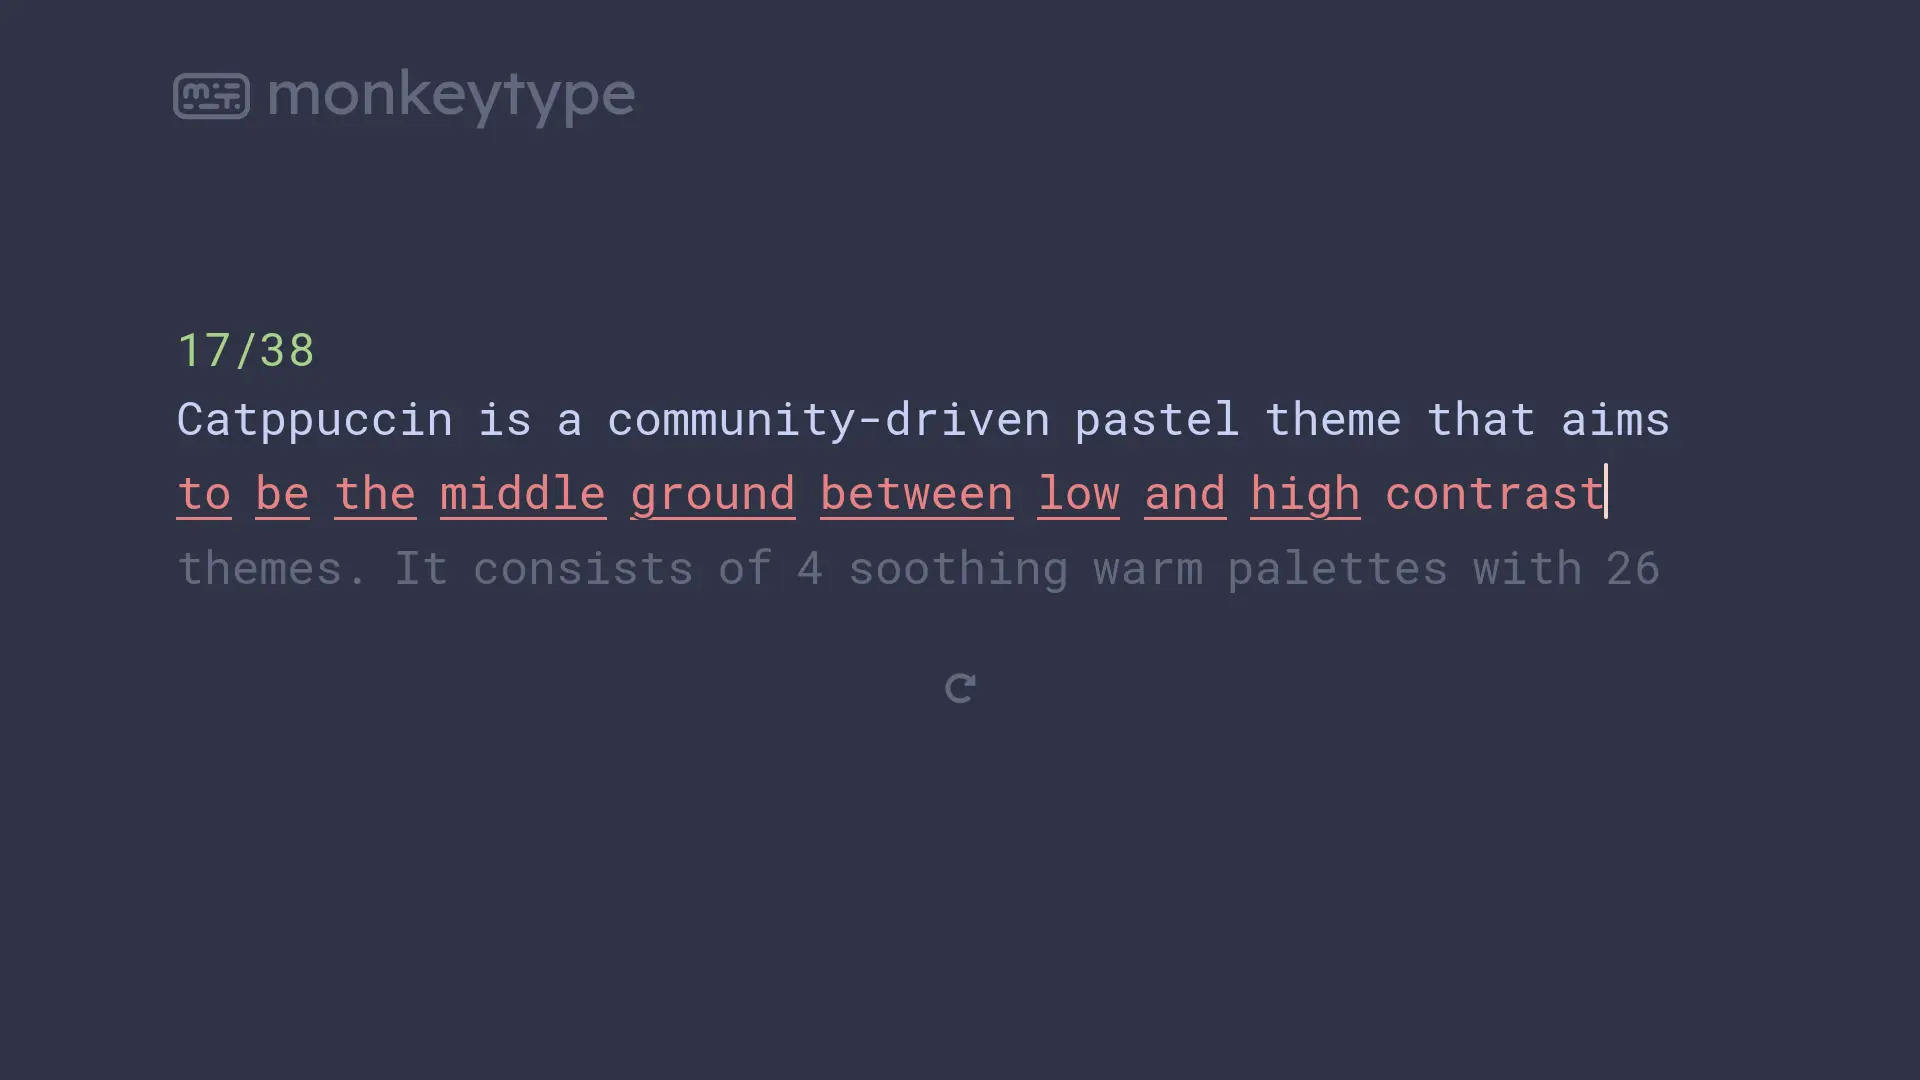 monkeytype
17/38
Catppuccin is a community-driven pastel theme that aims
to be the middle ground between low and high contrast
themes. It consists of 4 soothing warm palettes with 26